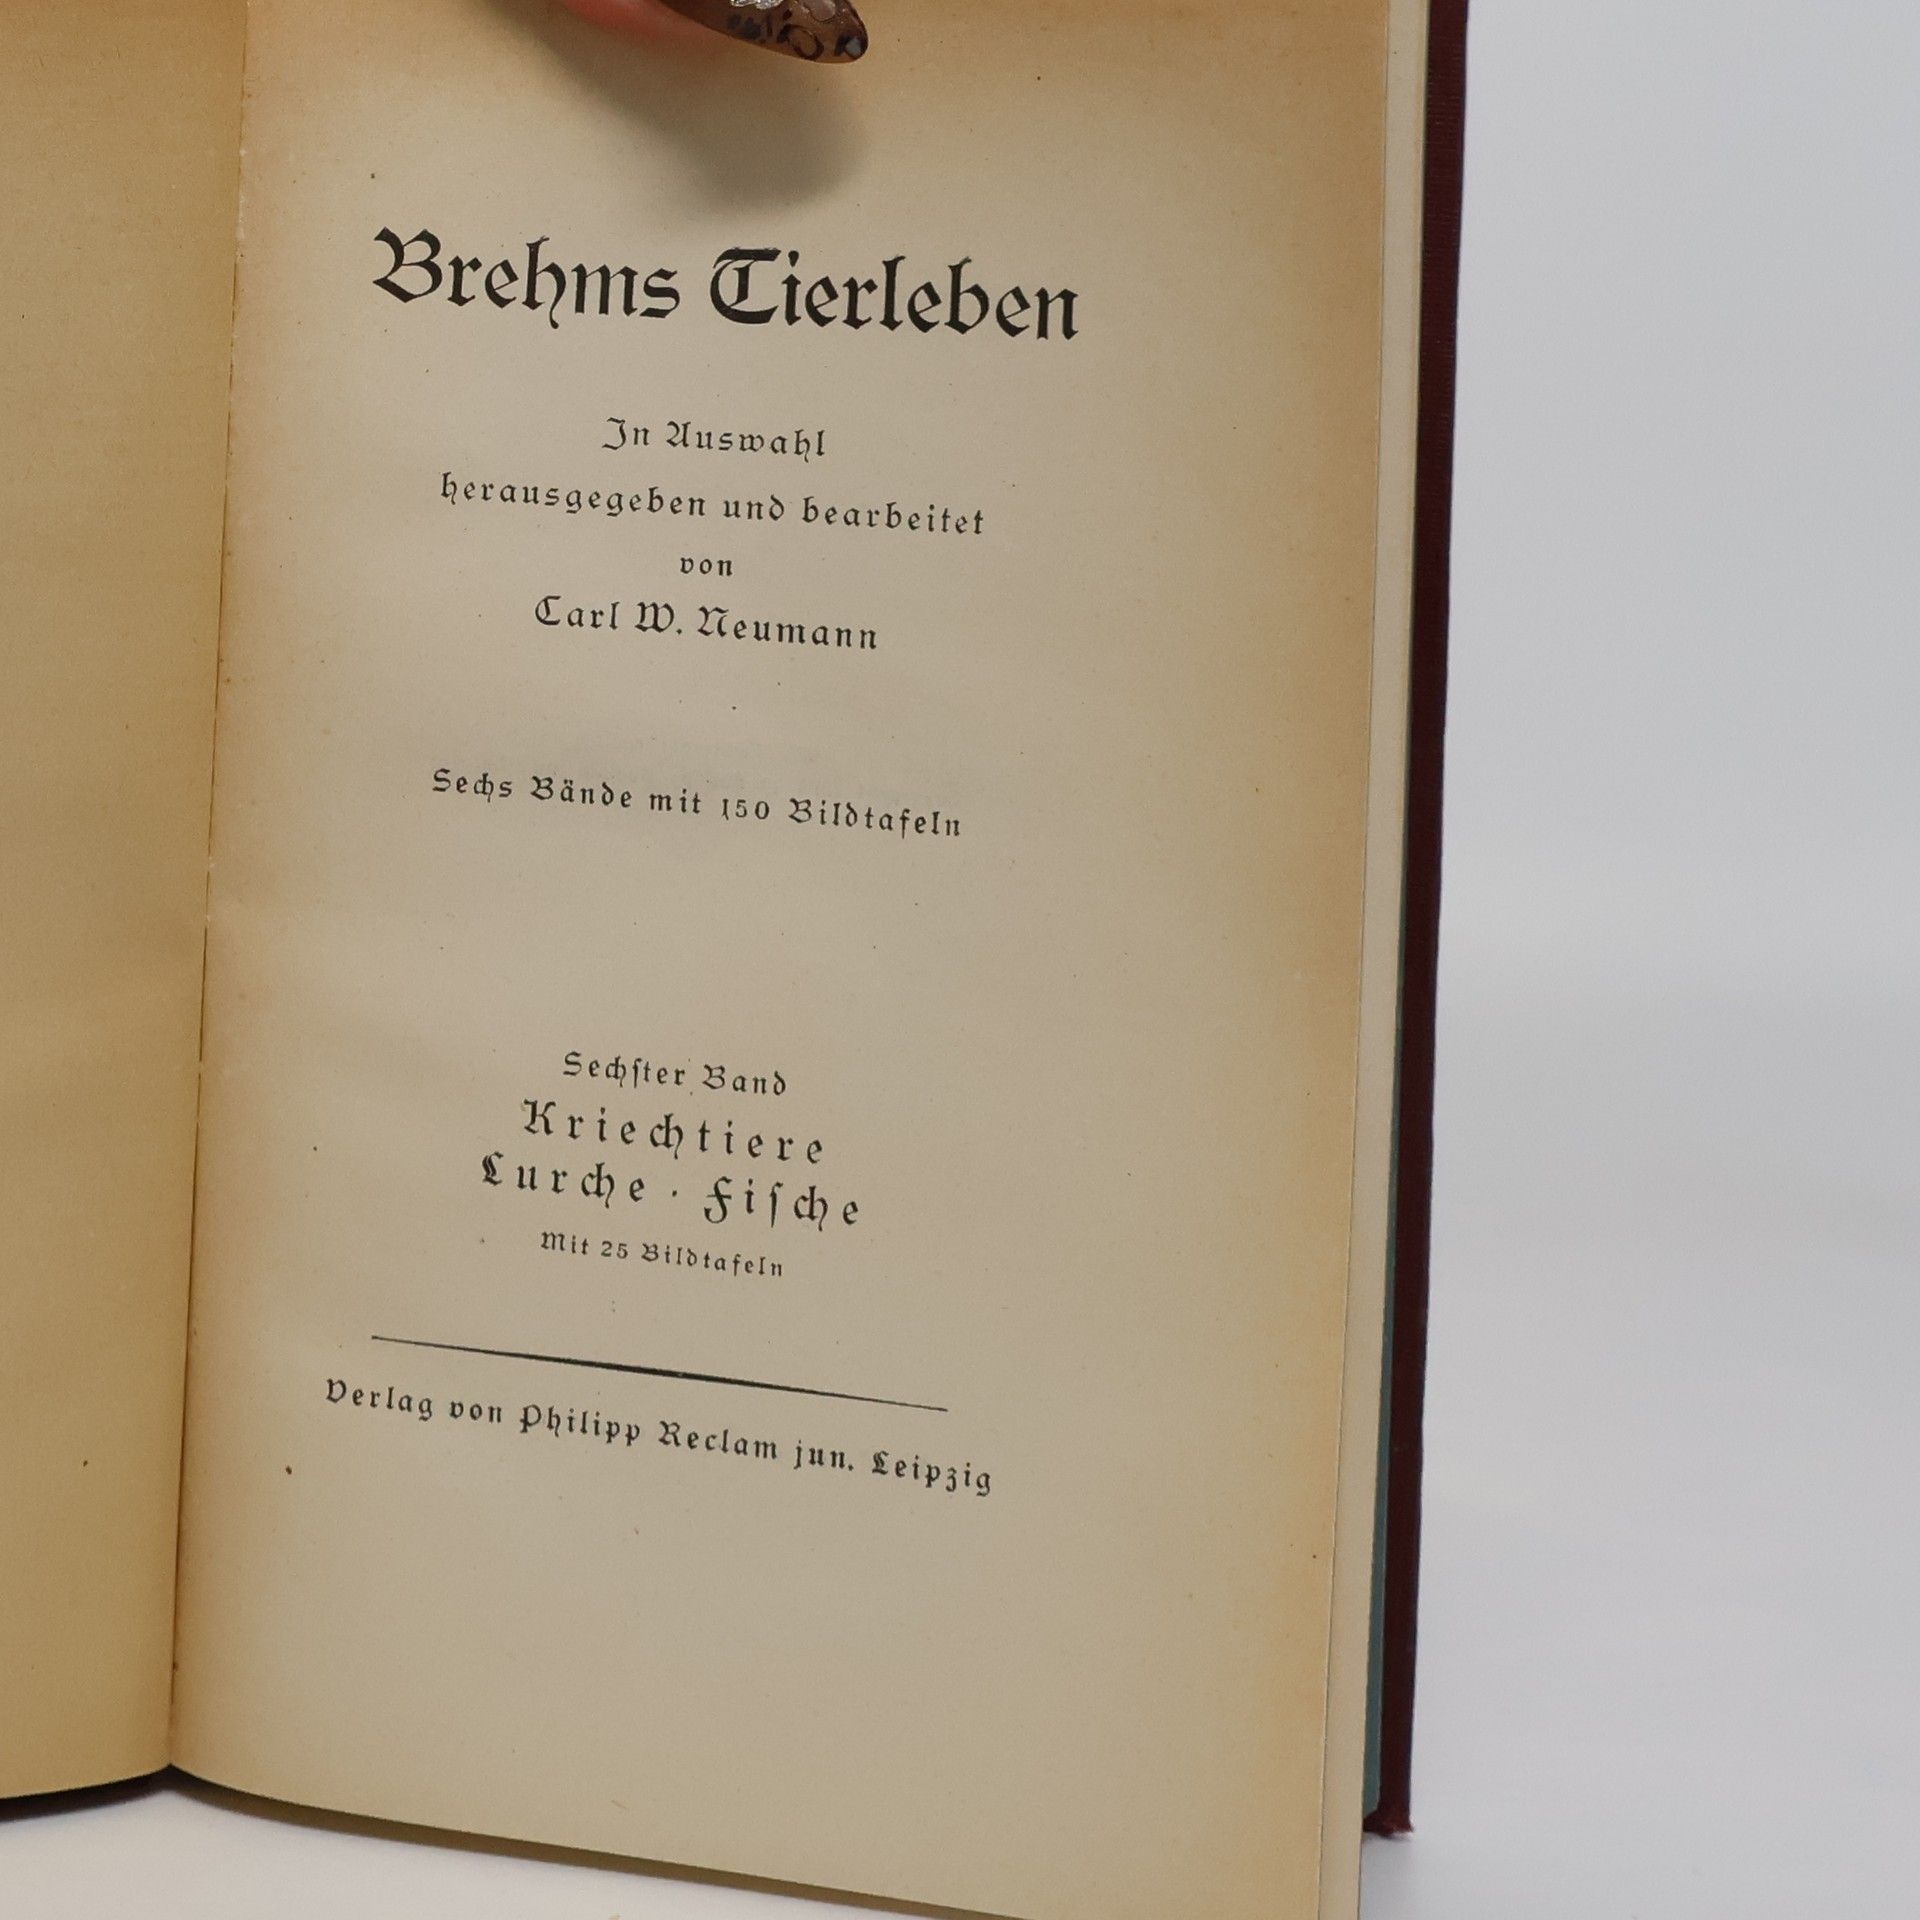 Brehms Tierleben
In Auswahl
herausgegeben und bearbeitet
von
Carl W. Neumann
Sechs Bände mit 150 Bildtafeln
Sechſter Band
Kriechtiere
Lurche · Fiſche
Mit 25 Bildtafeln
Verlag von Philipp Reclam jun. Leipzig